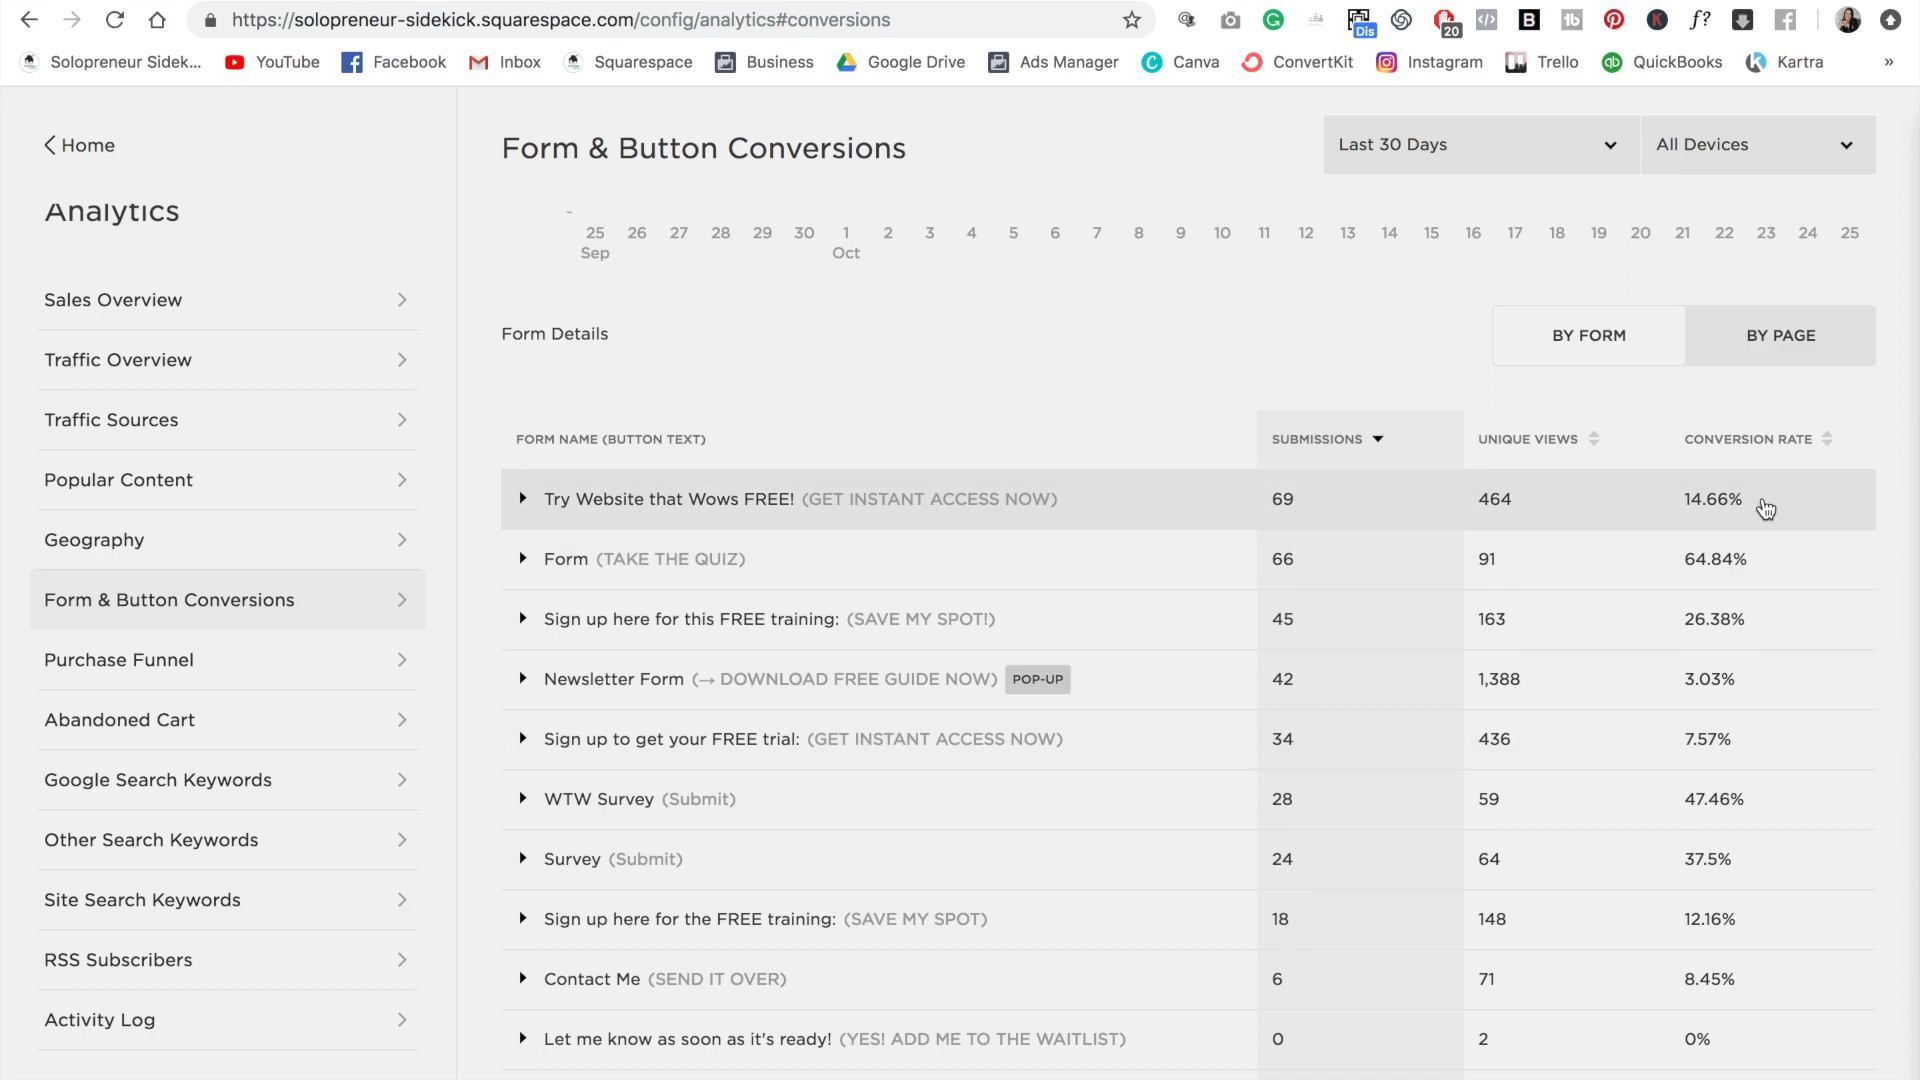 https://solopreneur-sidekick.squarespace.com/config/analytics#conversions
Dis
20
</>
B
tb
K
f?
Solopreneur Sidek...
YouTube
Facebook
Inbox
Squarespace
Business
Google Drive
Ads Manager
Canva
ConvertKit
Instagram
Trello
QuickBooks
Kartra
»
Home
Analytics
Sales Overview
Traffic Overview
Traffic Sources
Popular Content
Geography
Form & Button Conversions
Purchase Funnel
Abandoned Cart
Google Search Keywords
Other Search Keywords
Site Search Keywords
RSS Subscribers
Activity Log
Form & Button Conversions
Last 30 Days
All Devices
25 26 27 28 29 30 1 2 3 4 5 6 7 8 9 10 11 12 13 14 15 16 17 18 19 20 21 22 23 24 25
Sep Oct
Form Details
BY FORM
BY PAGE
FORM NAME (BUTTON TEXT) SUBMISSIONS UNIQUE VIEWS CONVERSION RATE
Try Website that Wows FREE! (GET INSTANT ACCESS NOW) 69 464 14.66%
Form (TAKE THE QUIZ) 66 91 64.84%
Sign up here for this FREE training: (SAVE MY SPOT!) 45 163 26.38%
Newsletter Form (→ DOWNLOAD FREE GUIDE NOW) POP-UP 42 1,388 3.03%
Sign up to get your FREE trial: (GET INSTANT ACCESS NOW) 34 436 7.57%
WTW Survey (Submit) 28 59 47.46%
Survey (Submit) 24 64 37.5%
Sign up here for the FREE training: (SAVE MY SPOT) 18 148 12.16%
Contact Me (SEND IT OVER) 6 71 8.45%
Let me know as soon as it's ready! (YES! ADD ME TO THE WAITLIST) 0 2 0%